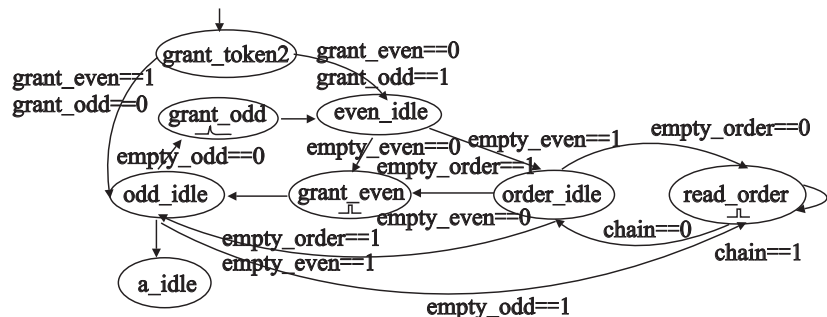 grant_token2
grant_even==0
grant_odd==1
grant_even==1
grant_odd==0
grant_odd
even_idle
empty_even==1
empty_order==0
empty_even==0
empty_odd==0
empty_order==1
odd_idle
grant_even
order_idle
read_order
empty_even==0
chain==0
empty_order==1
chain==1
empty_even==1
a_idle
empty_odd==1